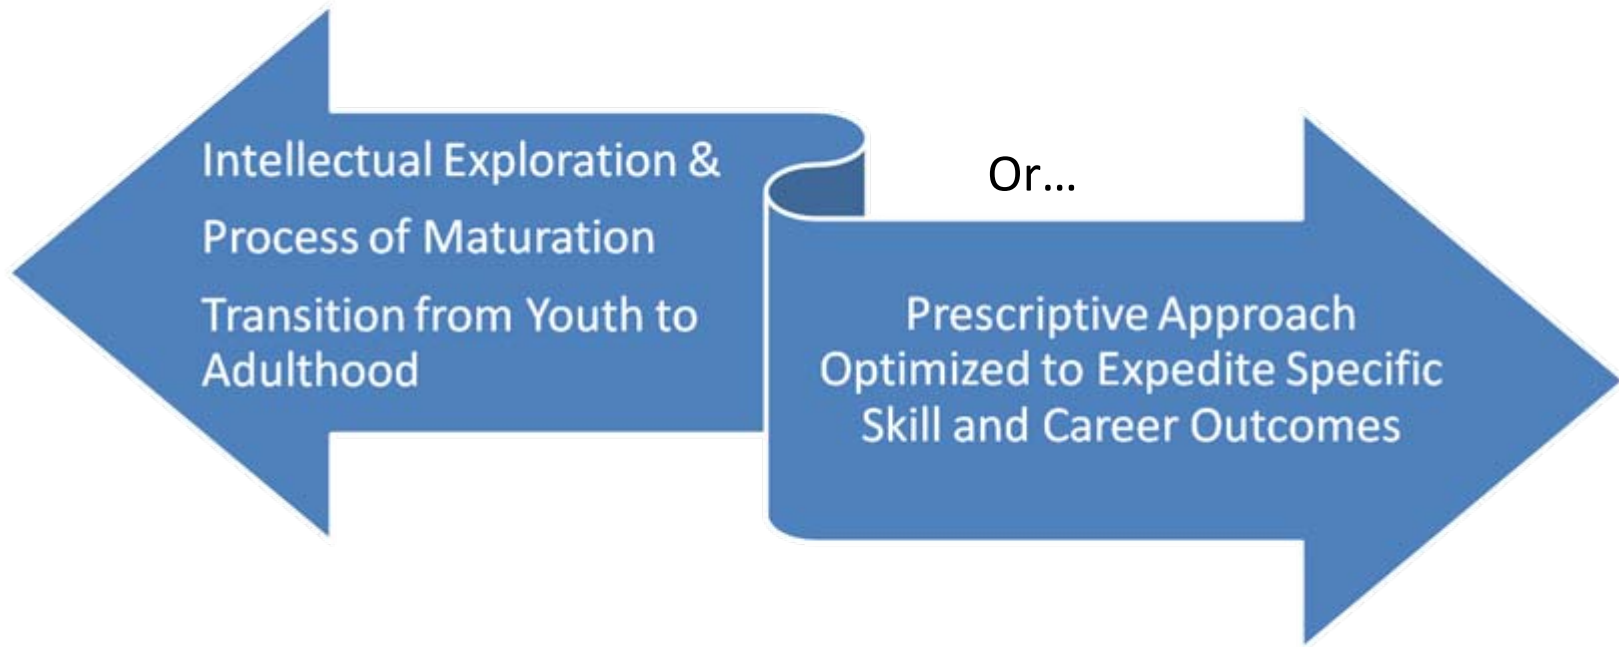 Intellectual Exploration &
Process of Maturation
Transition from Youth to
Adulthood
Or...
Prescriptive Approach
Optimized to Expedite Specific
Skill and Career Outcomes